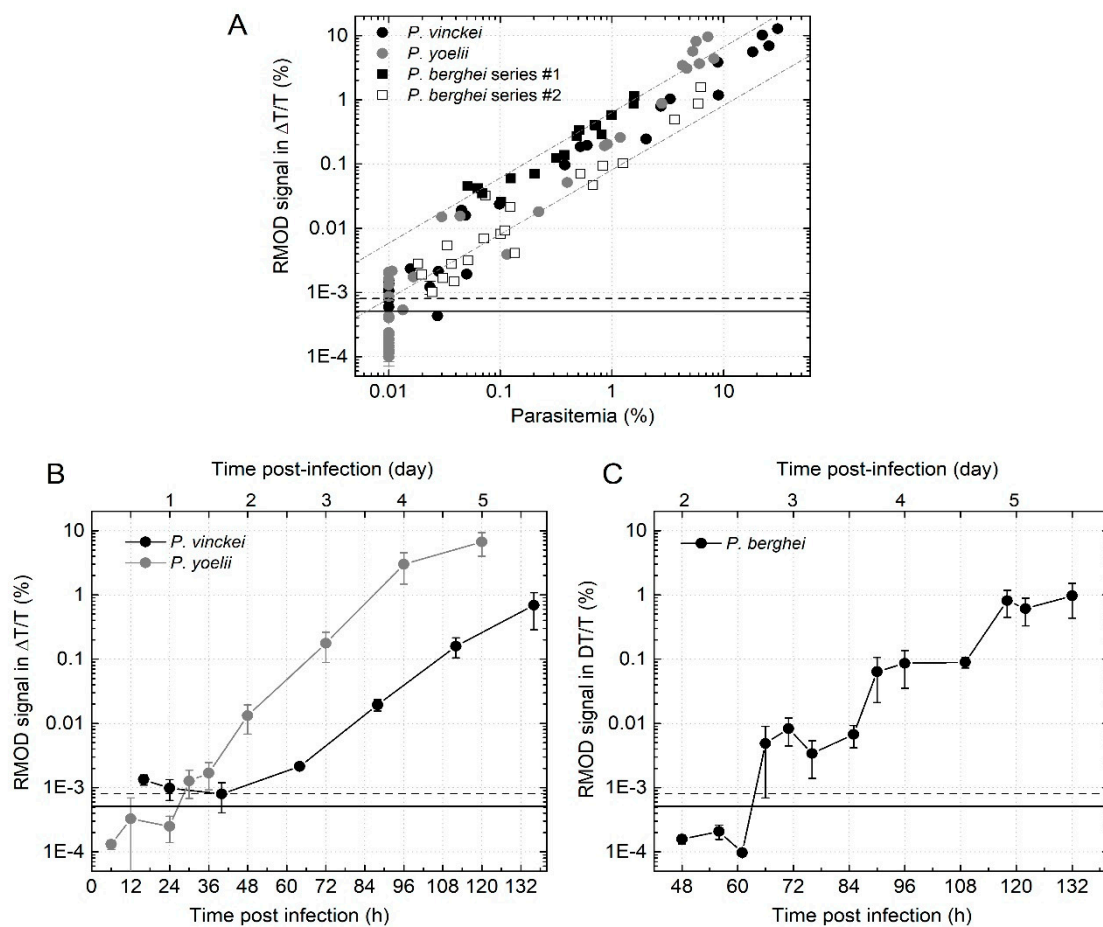 A
P. vinckei
P. yoelii
P. berghei series #1
P. berghei series #2
RMOD signal in ΔT/T (%)
10
1
0.1
0.01
1E-3
1E-4
0.01 0.1 1 10
Parasitemia (%)
B
Time post-infection (day)
1 2 3 4 5
P. vinckei
P. yoelii
RMOD signal in ΔT/T (%)
10
1
0.1
0.01
1E-3
1E-4
0 12 24 36 48 60 72 84 96 108 120 132
Time post infection (h)
C
Time post-infection (day)
2 3 4 5
P. berghei
RMOD signal in DT/T (%)
10
1
0.1
0.01
1E-3
1E-4
48 60 72 84 96 108 120 132
Time post infection (h)